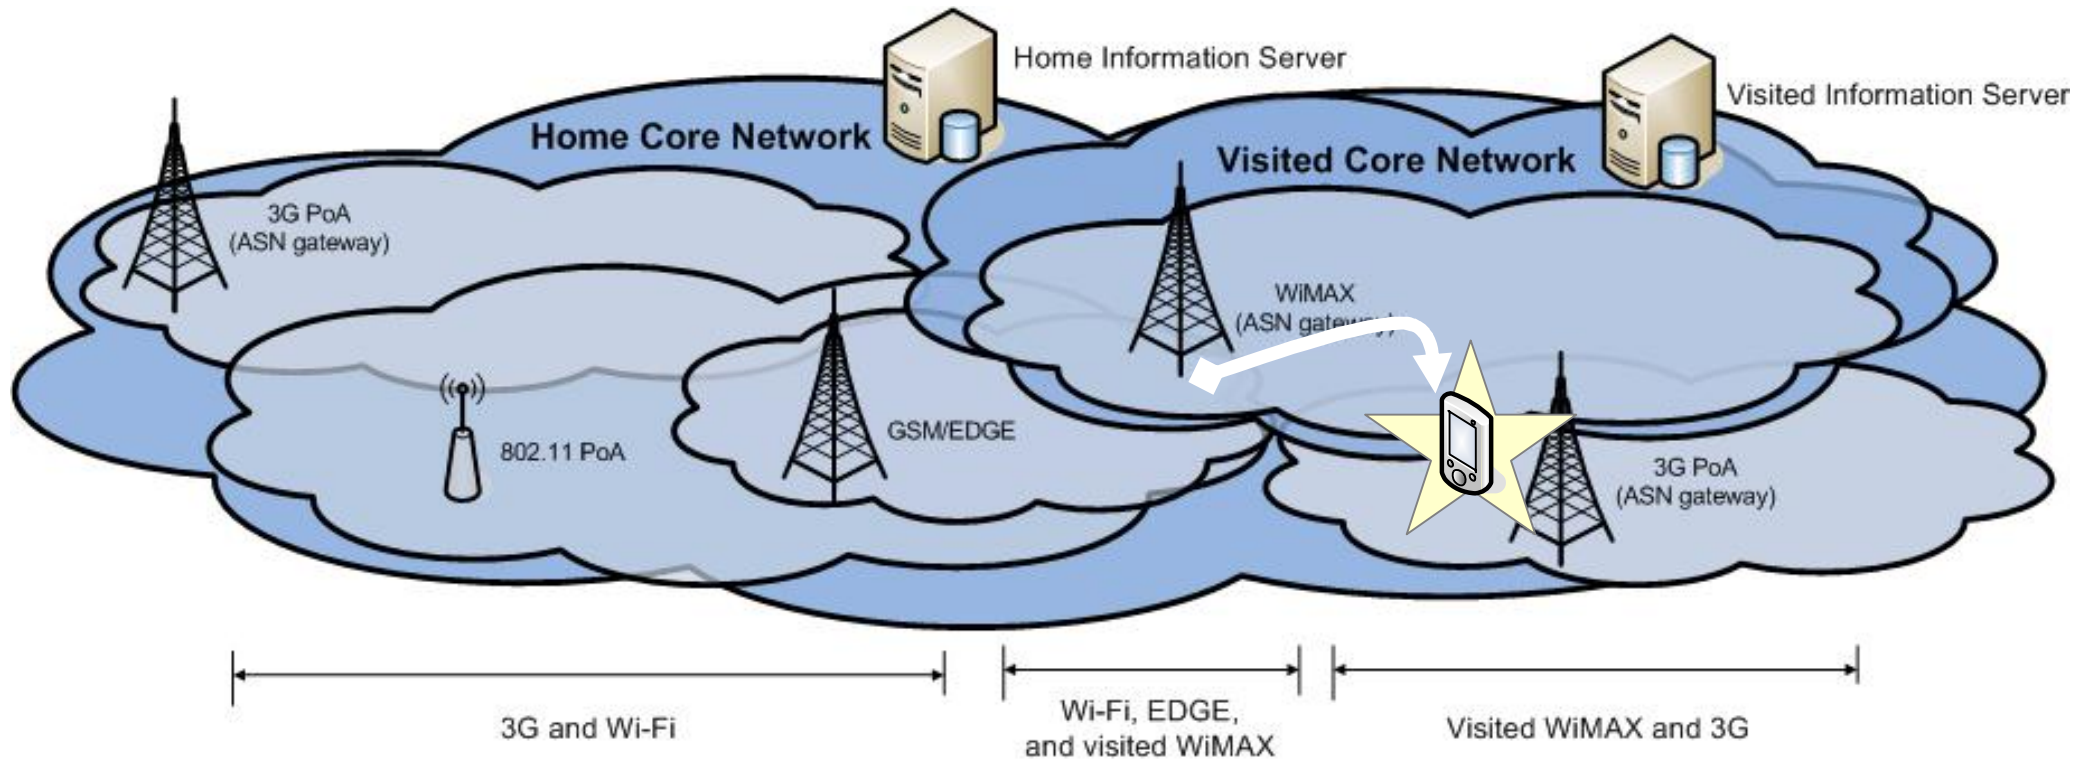 Home Information Server
Visited Information Server
Home Core Network
Visited Core Network
3G PoA
(ASN gateway)
WiMAX
(ASN gateway)
GSM/EDGE
802.11 PoA
3G PoA
(ASN gateway)
3G and Wi-Fi
Wi-Fi, EDGE,
and visited WiMAX
Visited WiMAX and 3G